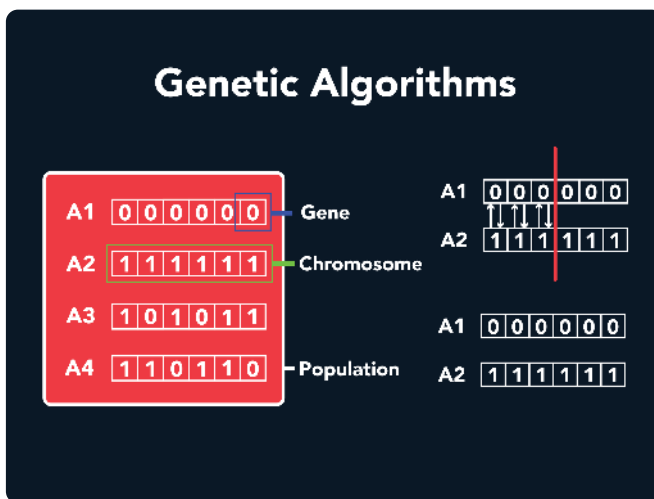 Genetic Algorithms
A1 0 0 0 0 0 0 Gene
A2 1 1 1 1 1 1 Chromosome
A3 1 0 1 0 1 1
A4 1 1 0 1 1 0 Population
A1 0 0 0 0 0 0
A2 1 1 1 1 1 1
A1 0 0 0 0 0 0
A2 1 1 1 1 1 1